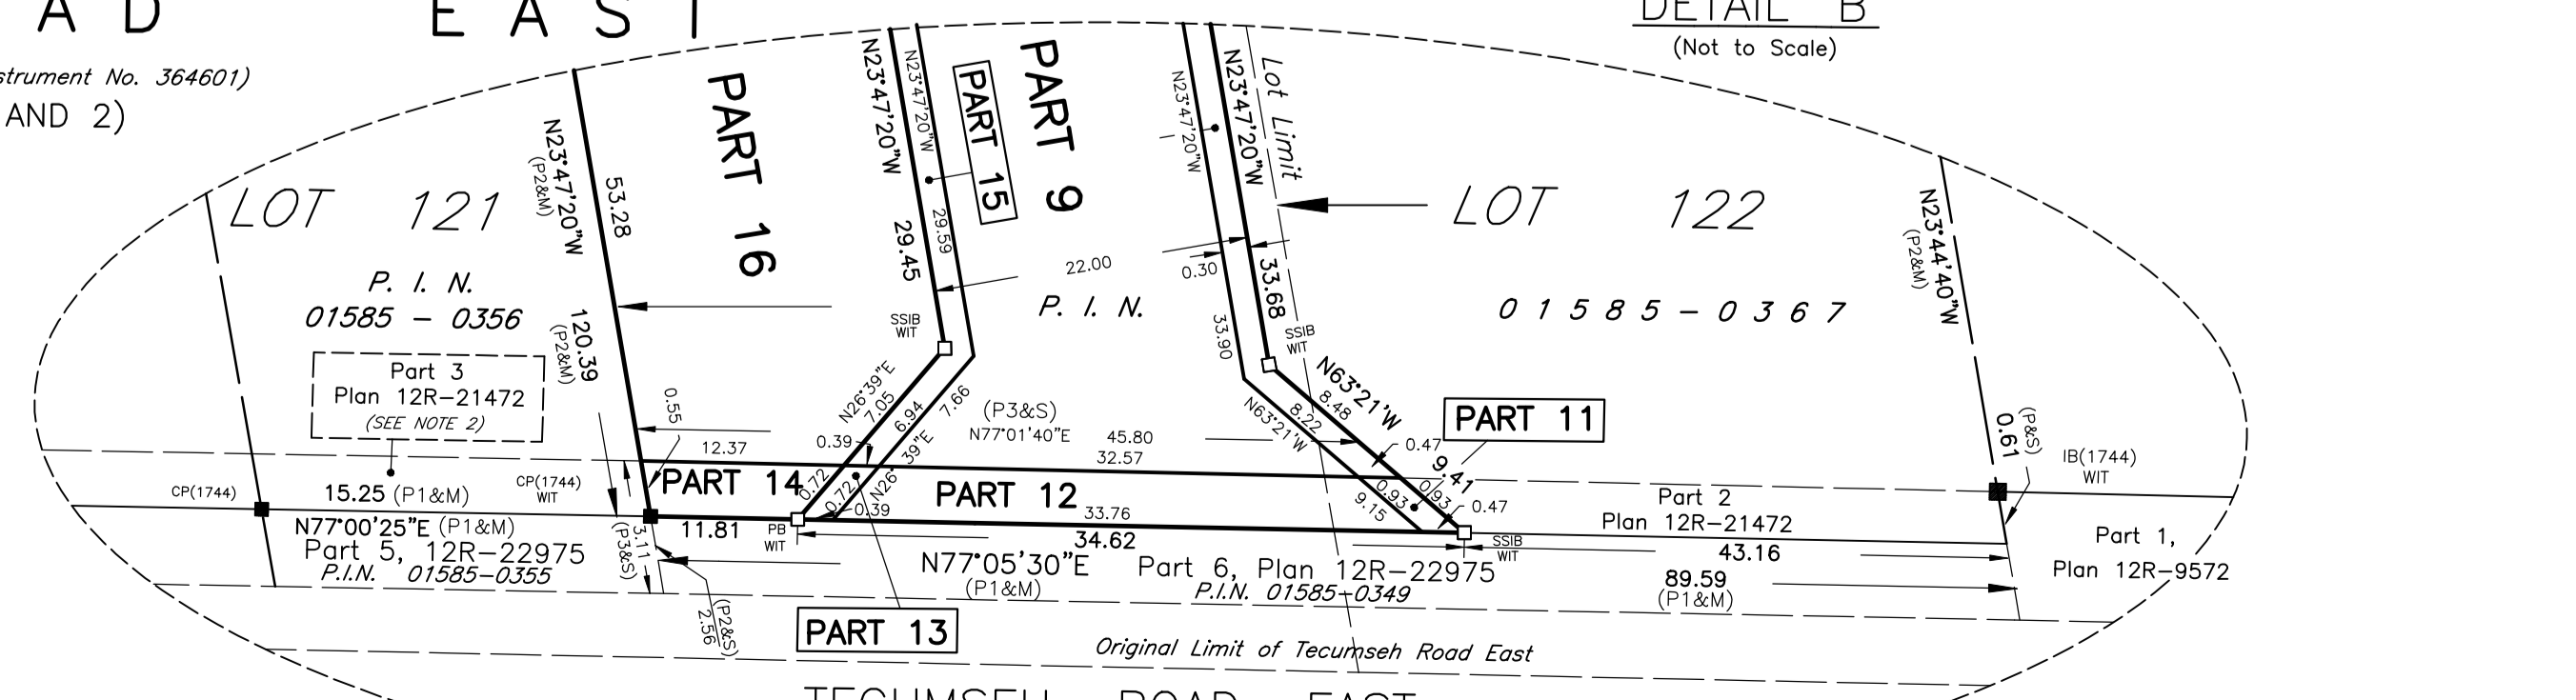 A D E A S T
DETAIL B
(Not to Scale)
strument No. 364601)
AND 2)
LOT 121
P. I. N.
01585 - 0356
Part 3
Plan 12R-21472
(SEE NOTE 2)
CP(1744)
15.25 (P1&M)
N77°00'25"E (P1&M)
Part 5, 12R-22975
P.I.N. 01585-0355
CP(1744)
WIT
N23°47'20"W
(P2&M)
53.28
120.39
(P2&M)
0.55
3.11
(P3&S)
(P2&S)
2.56
PART 16
N23°47'20"W
29.45
N23°47'20"W
29.59
PART 15
PART 9
SSIB
WIT
22.00
P. I. N.
0.30
N23°47'20"W
33.90
N23°47'20"W
33.68
Lot Limit
SSIB
WIT
LOT 122
01585-0367
N23°44'40"W
(P2&M)
0.61
(P&S)
IB(1744)
WIT
N26°39"E
7.05
6.94
7.66
N26°39"E
0.39
12.37
PART 14
0.72
0.72
0.39
11.81
PB
WIT
(P3&S)
N77°01'40"E
45.80
32.57
PART 12
33.76
34.62
N77°05'30"E
(P1&M)
Part 6, Plan 12R-22975
P.I.N. 01585-0349
N63°21'W
8.48
8.22
N63°21'W
0.47
PART 11
9.41
0.93
0.93
9.15
0.47
SSIB
WIT
Part 2
Plan 12R-21472
43.16
89.59
(P1&M)
Part 1,
Plan 12R-9572
PART 13
Original Limit of Tecumseh Road East
TECUMSEH ROAD EAST